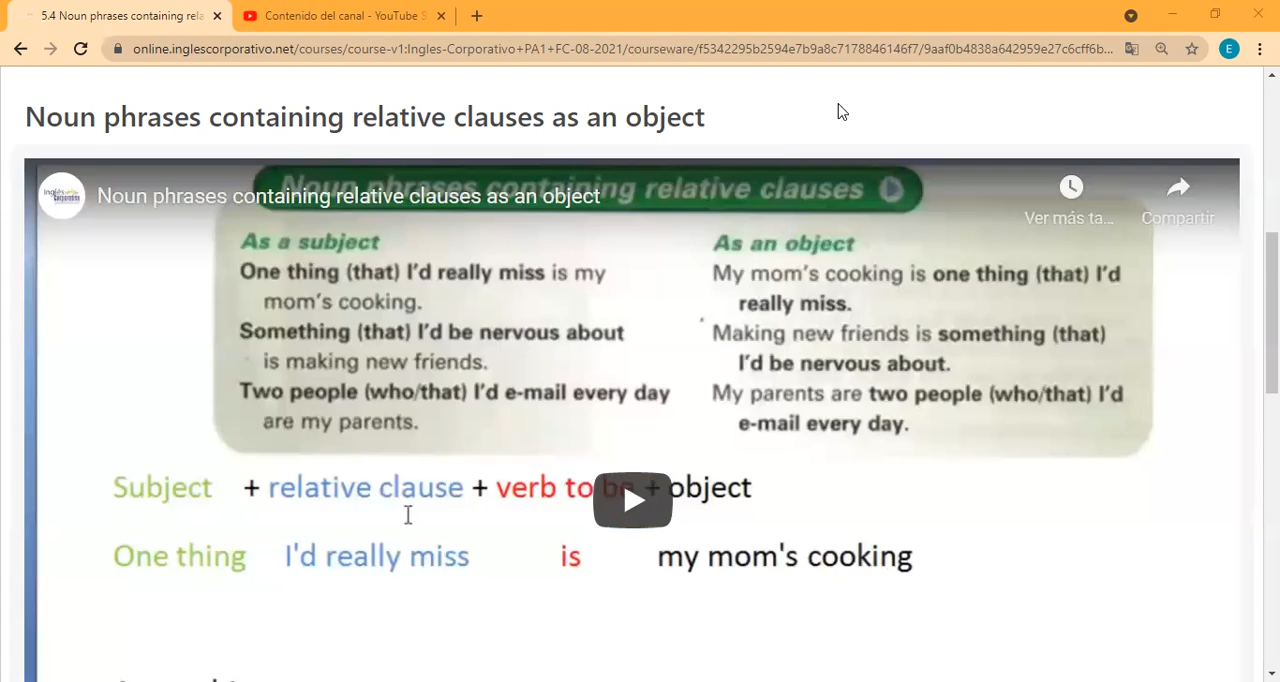 5.4 Noun phrases containing rela
Contenido del canal - YouTube S
online.inglescorporativo.net/courses/course-v1:Ingles-Corporativo+PA1+FC-08-2021/courseware/f5342295b2594e7b9a8c7178846146f7/9aaf0b4838a642959e27c6cff6b...
E
Noun phrases containing relative clauses as an object
Noun phrases containing relative clauses as an object
Noun phrases containing relative clauses
Ver más ta...
Compartir
As a subject
One thing (that) I'd really miss is my
mom's cooking.
Something (that) I'd be nervous about
is making new friends.
Two people (who/that) I'd e-mail every day
are my parents.
As an object
My mom's cooking is one thing (that) I'd
really miss.
Making new friends is something (that)
I'd be nervous about.
My parents are two people (who/that) I'd
e-mail every day.
Subject + relative clause + verb to be + object
One thing I'd really miss is my mom's cooking